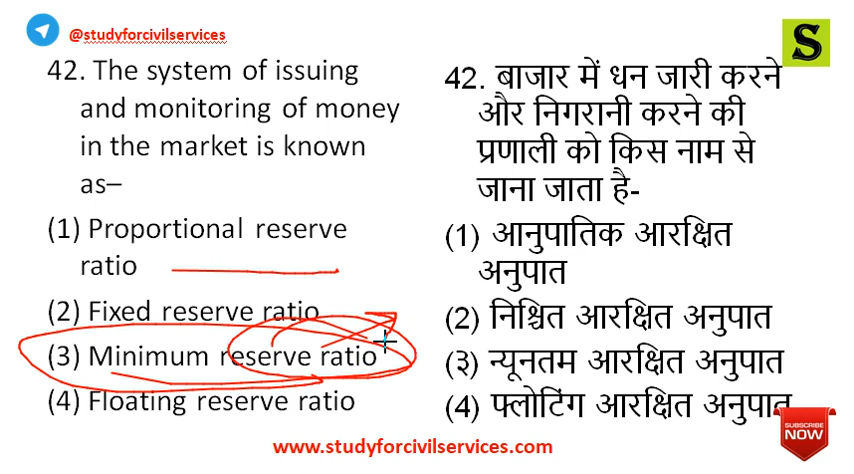 @studyforcivilservices
S
42. The system of issuing
and monitoring of money
in the market is known
as–
(1) Proportional reserve
ratio
(2) Fixed reserve ratio
(3) Minimum reserve ratio
(4) Floating reserve ratio
42. बाजार में धन जारी करने
और निगरानी करने की
प्रणाली को किस नाम से
जाना जाता है-
(1) आनुपातिक आरक्षित
अनुपात
(2) निश्चित आरक्षित अनुपात
(३) न्यूनतम आरक्षित अनुपात
(4) फ्लोटिंग आरक्षित अनुपात
SUBSCRIBE
NOW
www.studyforcivilservices.com